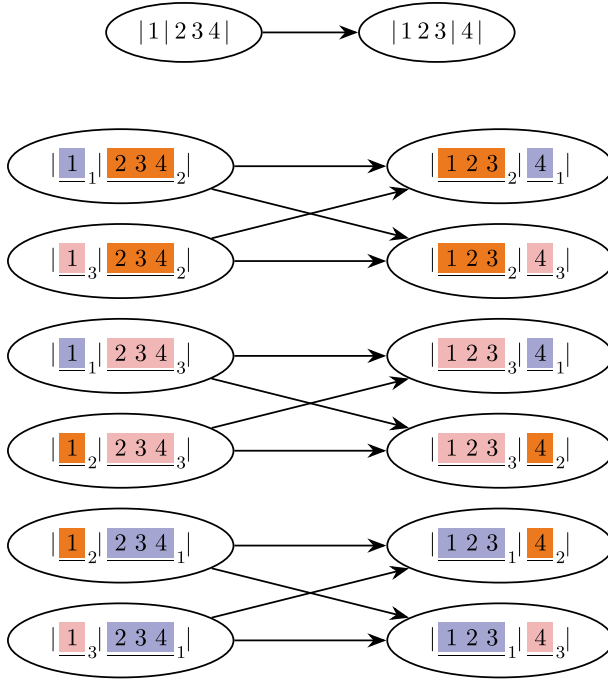 |1|2 3 4| |1 2 3|4|
|1₁|2 3 4₂| |1 2 3₂|4₁|
|1₃|2 3 4₂| |1 2 3₂|4₃|
|1₁|2 3 4₃| |1 2 3₃|4₁|
|1₂|2 3 4₃| |1 2 3₃|4₂|
|1₂|2 3 4₁| |1 2 3₁|4₂|
|1₃|2 3 4₁| |1 2 3₁|4₃|